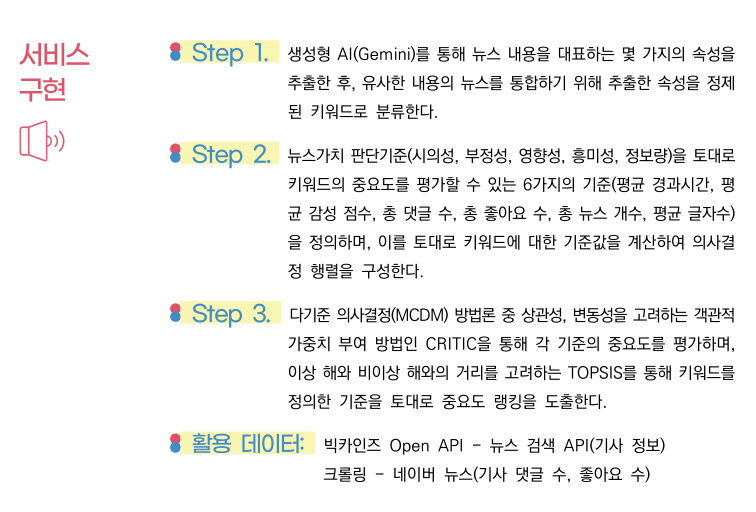 서비스
구현
Step 1. 생성형 AI(Gemini)를 통해 뉴스 내용을 대표하는 몇 가지의 속성을
추출한 후, 유사한 내용의 뉴스를 통합하기 위해 추출한 속성을 정제
된 키워드로 분류한다.
Step 2. 뉴스가치 판단기준(시의성, 부정성, 영향성, 흥미성, 정보량)을 토대로
키워드의 중요도를 평가할 수 있는 6가지의 기준(평균 경과시간, 평
균 감성 점수, 총 댓글 수, 총 좋아요 수, 총 뉴스 개수, 평균 글자수)
을 정의하며, 이를 토대로 키워드에 대한 기준값을 계산하여 의사결
정 행렬을 구성한다.
Step 3. 다기준 의사결정(MCDM) 방법론 중 상관성, 변동성을 고려하는 객관적
가중치 부여 방법인 CRITIC을 통해 각 기준의 중요도를 평가하며,
이상 해와 비이상 해와의 거리를 고려하는 TOPSIS를 통해 키워드를
정의한 기준을 토대로 중요도 랭킹을 도출한다.
활용 데이터: 빅카인즈 Open API - 뉴스 검색 API(기사 정보)
크롤링 - 네이버 뉴스(기사 댓글 수, 좋아요 수)